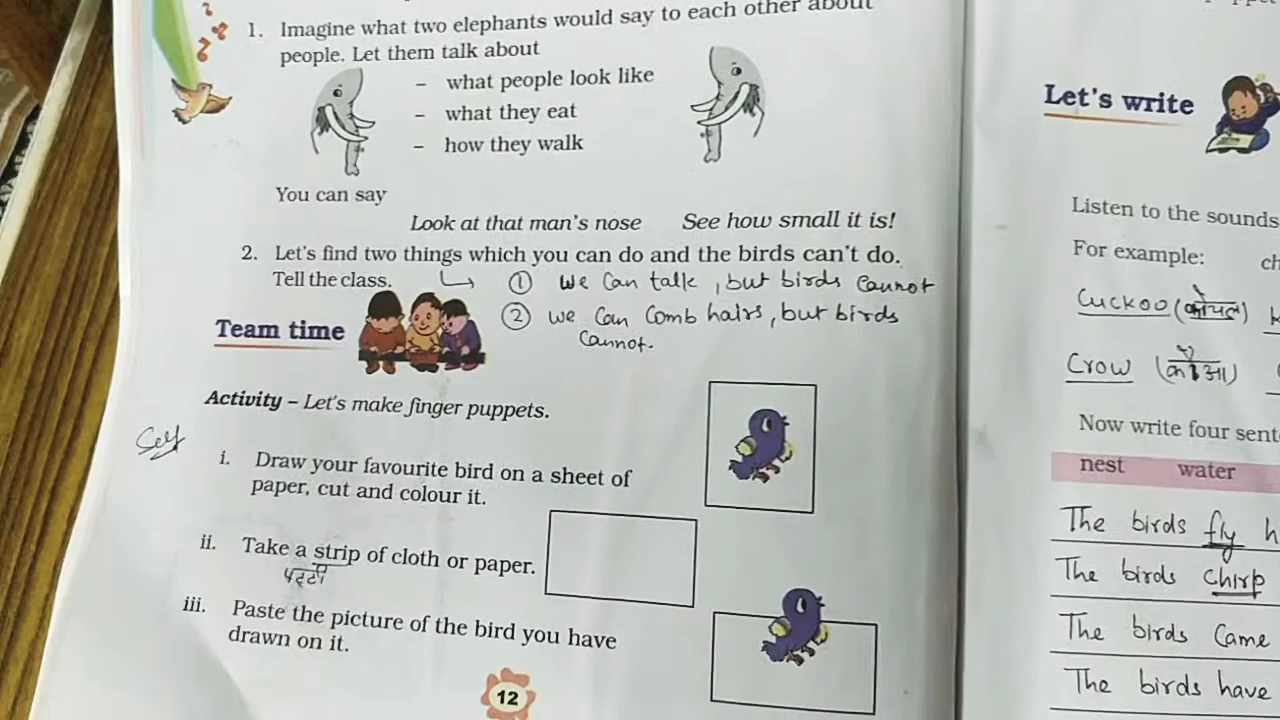 1. Imagine what two elephants would say to each other about
people. Let them talk about
– what people look like
– what they eat
– how they walk
You can say
Look at that man's nose See how small it is!
2. Let's find two things which you can do and the birds can't do.
Tell the class. ① We Can talk, but birds cannot
② we Can Comb hairs, but birds
Cannot.
Team time
Activity – Let's make finger puppets.
Self
i. Draw your favourite bird on a sheet of
paper, cut and colour it.
ii. Take a strip of cloth or paper.
पट्टी
iii. Paste the picture of the bird you have
drawn on it.
12
Let's write
Listen to the sounds
For example: ch
Cuckoo (कोयल)
Crow (कौआ)
Now write four sent
nest water
The birds fly h
The birds chirp
The birds Came
The birds have